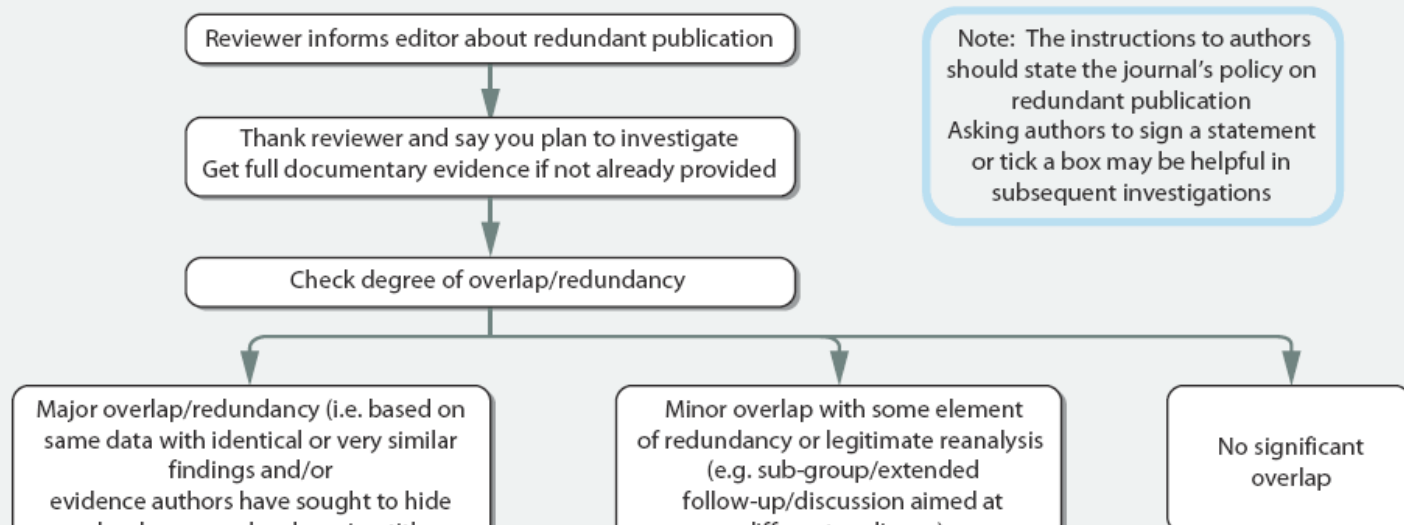 Reviewer informs editor about redundant publication
Note:  The instructions to authors
should state the journal's policy on
redundant publication
Asking authors to sign a statement
or tick a box may be helpful in
subsequent investigations
Thank reviewer and say you plan to investigate
Get full documentary evidence if not already provided
Check degree of overlap/redundancy
Major overlap/redundancy (i.e. based on
same data with identical or very similar
findings and/or
evidence authors have sought to hide
Minor overlap with some element
of redundancy or legitimate reanalysis
(e.g. sub-group/extended
follow-up/discussion aimed at
No significant
overlap